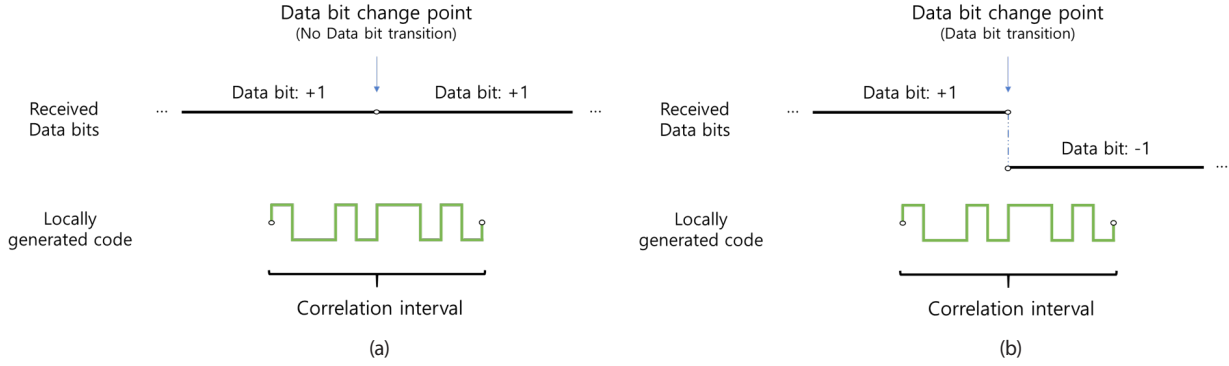 Data bit change point
(No Data bit transition)
Data bit: +1
Data bit: +1
Received
Data bits
...
...
Locally
generated code
Correlation interval
(a)
Data bit change point
(Data bit transition)
Data bit: +1
Received
Data bits
...
Data bit: -1
...
Locally
generated code
Correlation interval
(b)